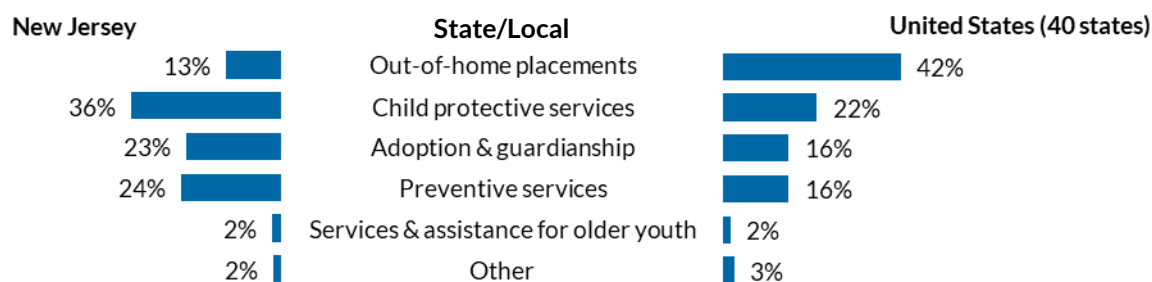 New Jersey State/Local United States (40 states)
13% Out-of-home placements 42%
36% Child protective services 22%
23% Adoption & guardianship 16%
24% Preventive services 16%
2% Services & assistance for older youth 2%
2% Other 3%